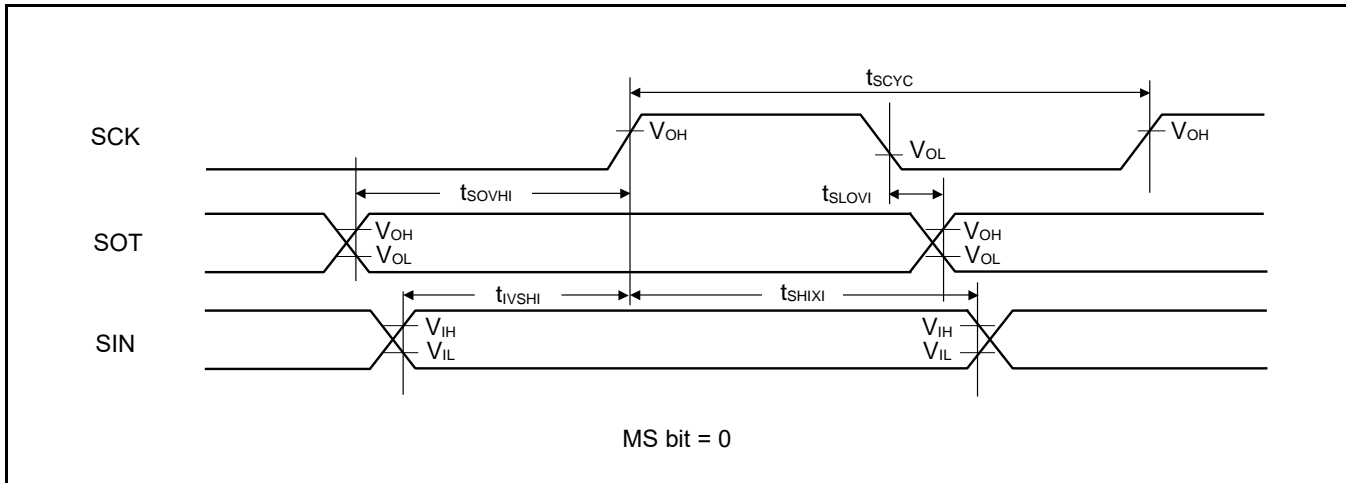 tSCYC
SCK
VOH
VOL
VOH
tSOVHI
tSLOVI
SOT
VOH
VOL
VOH
VOL
tIVSHI
tSHIXI
SIN
VIH
VIL
VIH
VIL
MS bit = 0